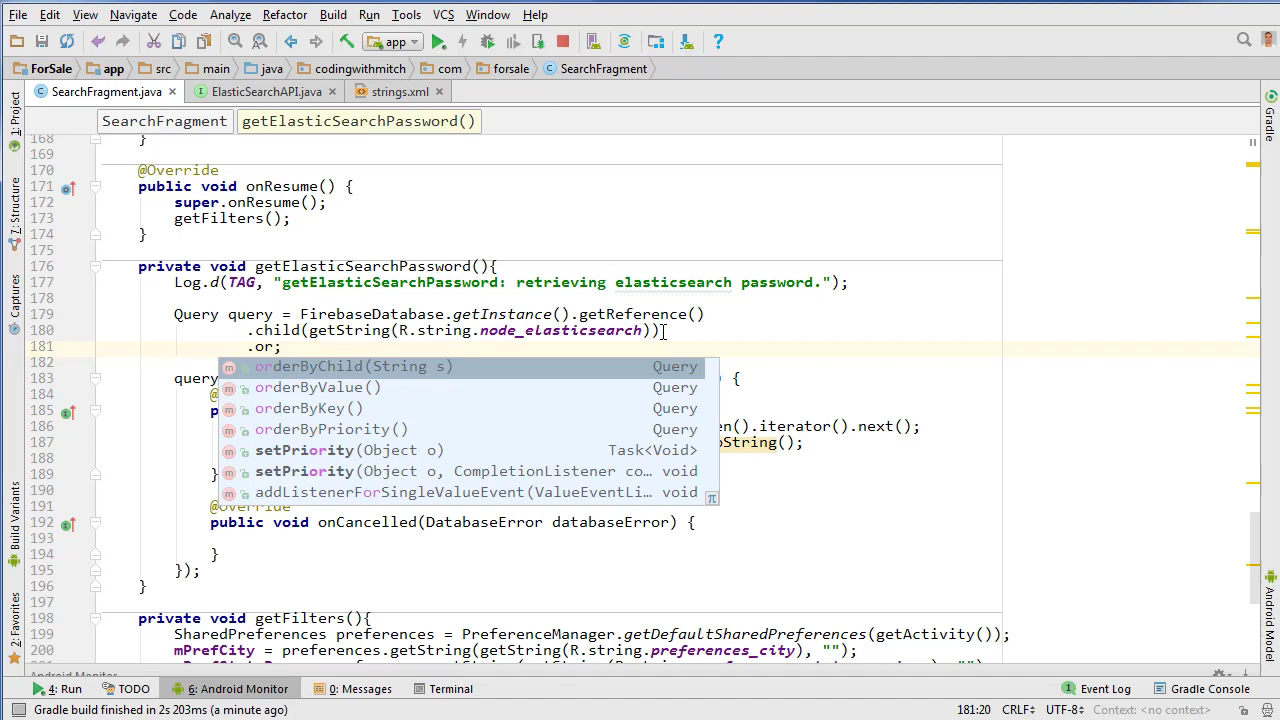 File Edit View Navigate Code Analyze Refactor Build Run Tools VCS Window Help
app
ForSale app src main java codingwithmitch com forsale SearchFragment
SearchFragment.java ElasticSearchAPI.java strings.xml
SearchFragment getElasticSearchPassword()
1: Project
7: Structure
Captures
Build Variants
2: Favorites
168 }
169
170 @Override
171 public void onResume() {
172 super.onResume();
173 getFilters();
174 }
175
176 private void getElasticSearchPassword(){
177 Log.d(TAG, "getElasticSearchPassword: retrieving elasticsearch password.");
178
179 Query query = FirebaseDatabase.getInstance().getReference()
180 .child(getString(R.string.node_elasticsearch))
181 .or;
182
orderByChild(String s) Query
183 query { 
184 @
orderByValue() Query
185 p
orderByKey() Query
186 en().iterator().next();
orderByPriority() Query
187 oString();
setPriority(Object o) Task<Void>
188
189 }
setPriority(Object o, CompletionListener co… void
190
addListenerForSingleValueEvent(ValueEventLi… void
191 @Override
192 public void onCancelled(DatabaseError databaseError) {
193
194 }
195 });
196 }
197
198 private void getFilters(){
199 SharedPreferences preferences = PreferenceManager.getDefaultSharedPreferences(getActivity());
200 mPrefCity = preferences.getString(getString(R.string.preferences_city), "");
Gradle
Android Model
4: Run TODO 6: Android Monitor 0: Messages Terminal Event Log Gradle Console
Gradle build finished in 2s 203ms (a minute ago) 181:20 CRLF UTF-8 Context: <no context>